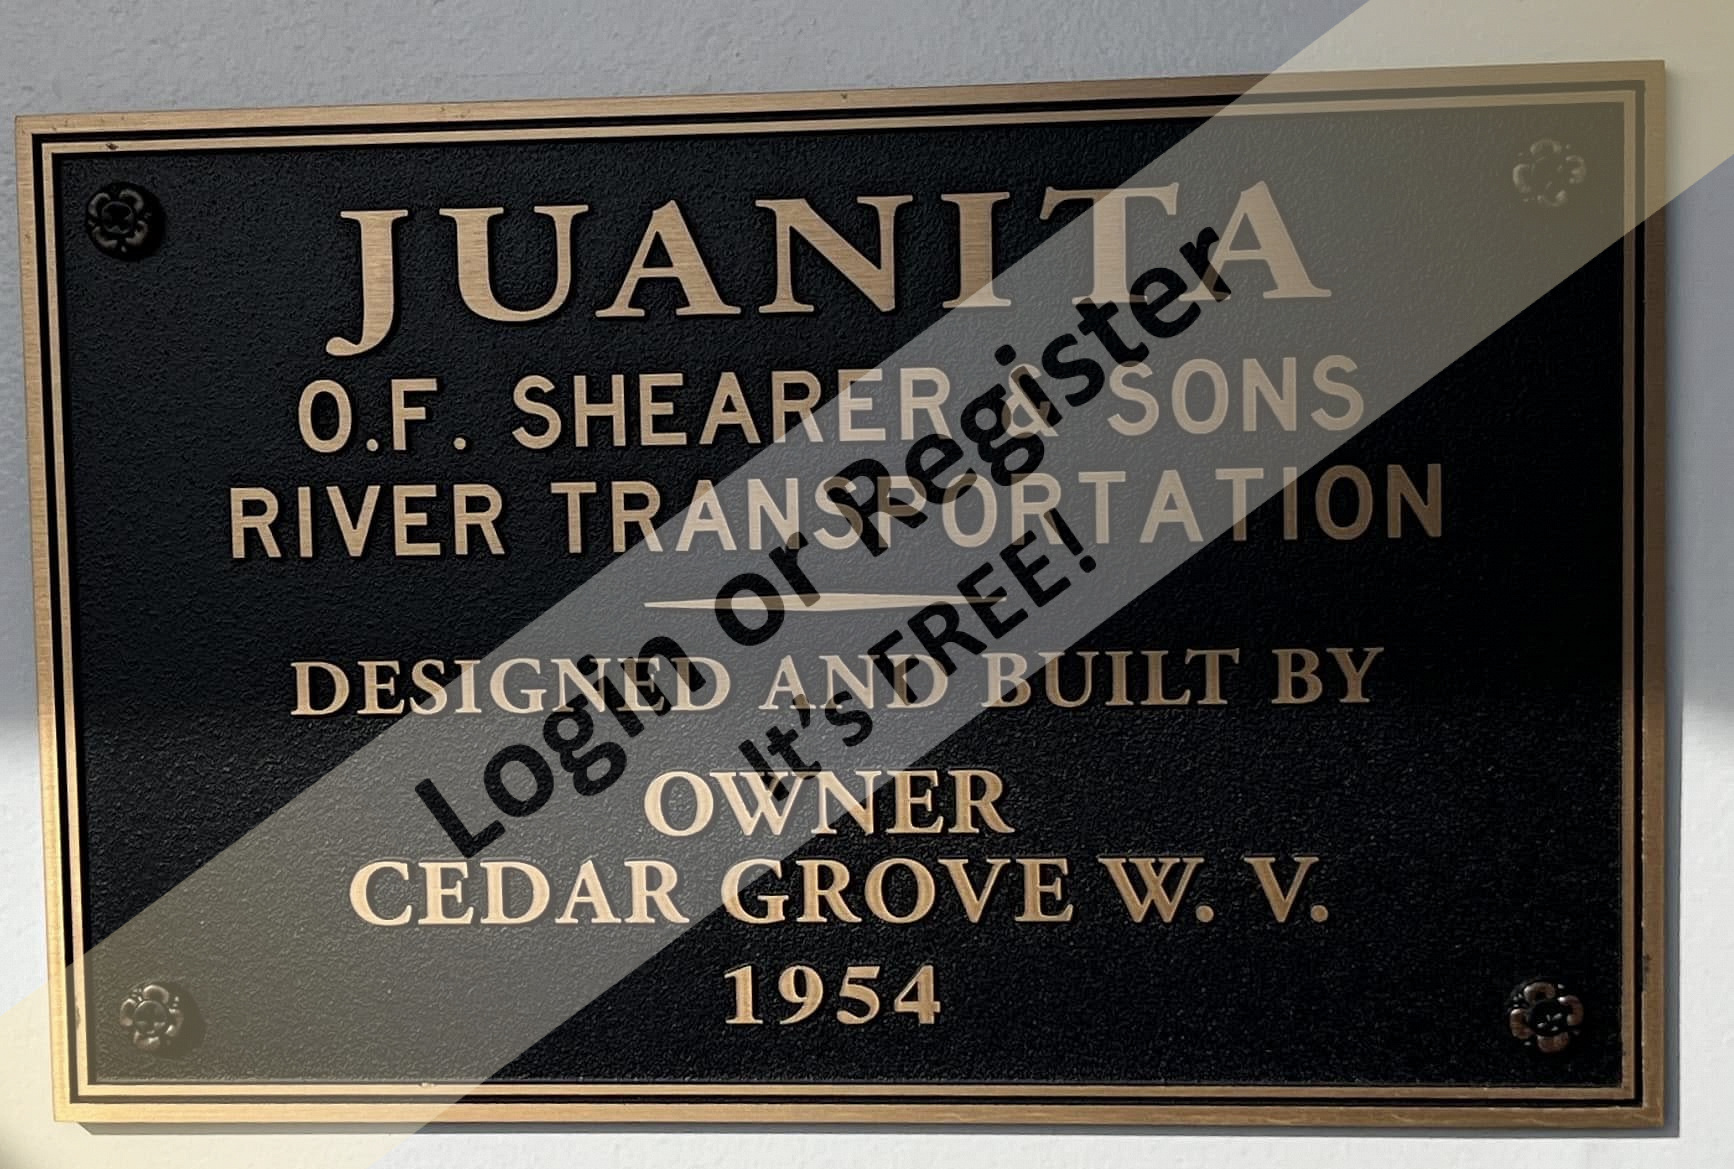 JUANITA
O.F. SHEARER & SONS
RIVER TRANSPORTATION
DESIGNED AND BUILT BY
OWNER
CEDAR GROVE W. V.
1954
Login or Register
It's FREE!